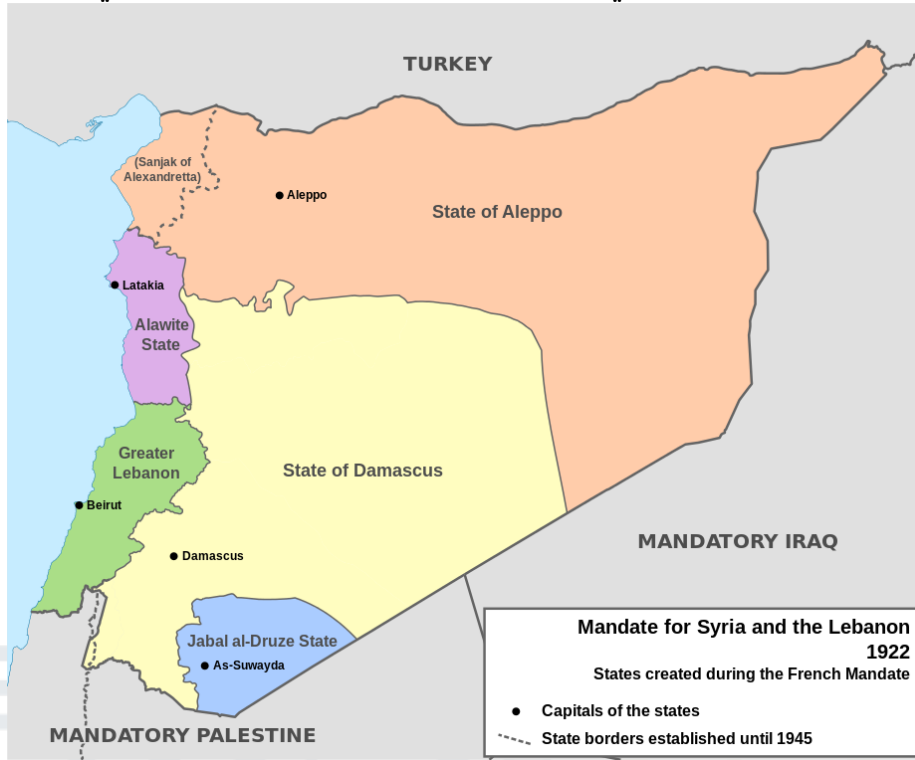 TURKEY
(Sanjak of
Alexandretta)
Aleppo
State of Aleppo
Latakia
Alawite
State
Greater
Lebanon
State of Damascus
Beirut
MANDATORY IRAQ
Damascus
Jabal al-Druze State
As-Suwayda
MANDATORY PALESTINE
Mandate for Syria and the Lebanon
1922
States created during the French Mandate
Capitals of the states
State borders established until 1945